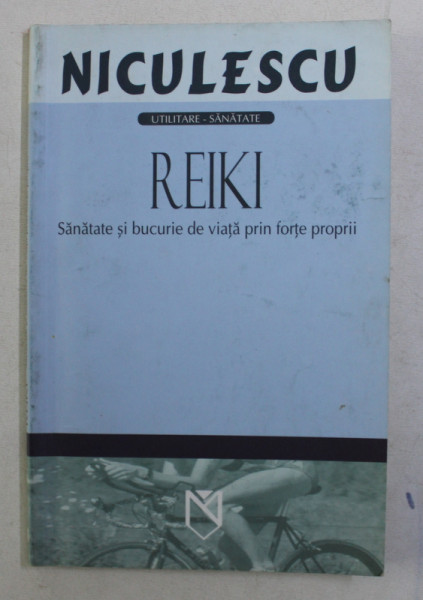 NICULESCU
UTILITARE - SĂNĂTATE
REIKI
Sănătate și bucurie de viață prin forțe proprii
N